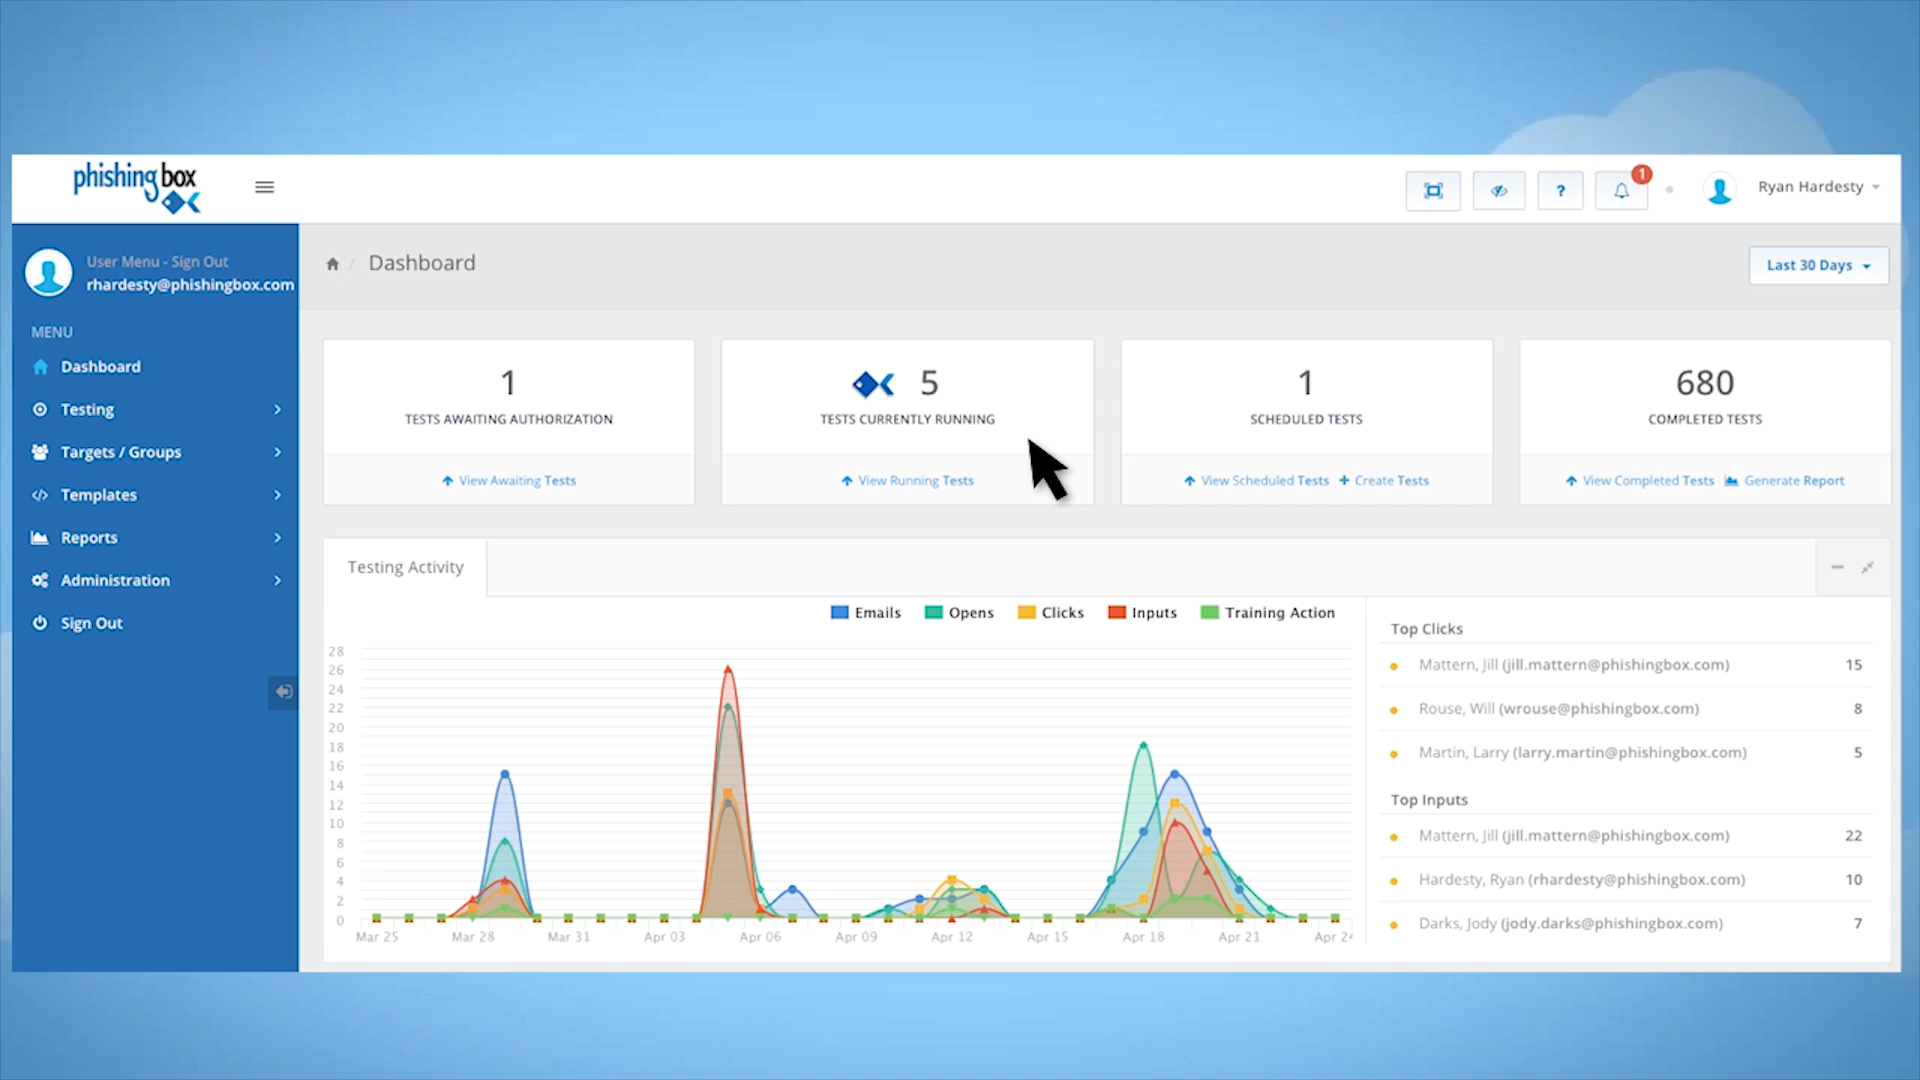 phishing box
1
Ryan Hardesty
User Menu - Sign Out
rhardesty@phishingbox.com
Dashboard
Last 30 Days
MENU
Dashboard
Testing
Targets / Groups
Templates
Reports
Administration
Sign Out
1
TESTS AWAITING AUTHORIZATION
View Awaiting Tests
5
TESTS CURRENTLY RUNNING
View Running Tests
1
SCHEDULED TESTS
View Scheduled Tests + Create Tests
680
COMPLETED TESTS
View Completed Tests Generate Report
Testing Activity
Emails Opens Clicks Inputs Training Action
28
26
24
22
20
18
16
14
12
10
8
6
4
2
0
Mar 25 Mar 28 Mar 31 Apr 03 Apr 06 Apr 09 Apr 12 Apr 15 Apr 18 Apr 21 Apr 24
Top Clicks
Mattern, Jill (jill.mattern@phishingbox.com) 15
Rouse, Will (wrouse@phishingbox.com) 8
Martin, Larry (larry.martin@phishingbox.com) 5
Top Inputs
Mattern, Jill (jill.mattern@phishingbox.com) 22
Hardesty, Ryan (rhardesty@phishingbox.com) 10
Darks, Jody (jody.darks@phishingbox.com) 7